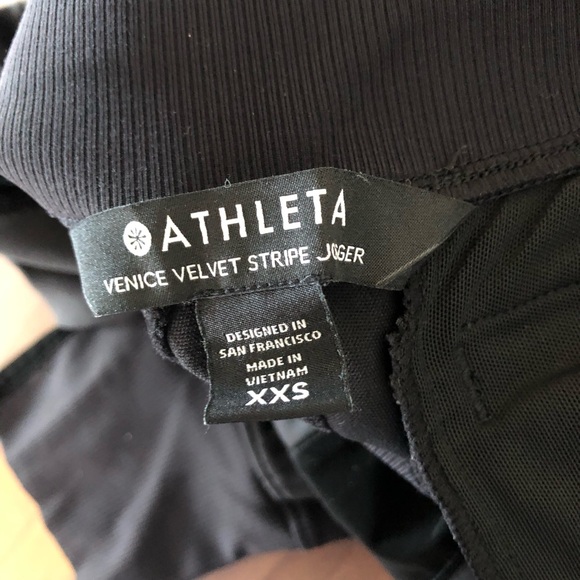 ATHLETA
VENICE VELVET STRIPE JOGGER
DESIGNED IN
SAN FRANCISCO
MADE IN
VIETNAM
XXS